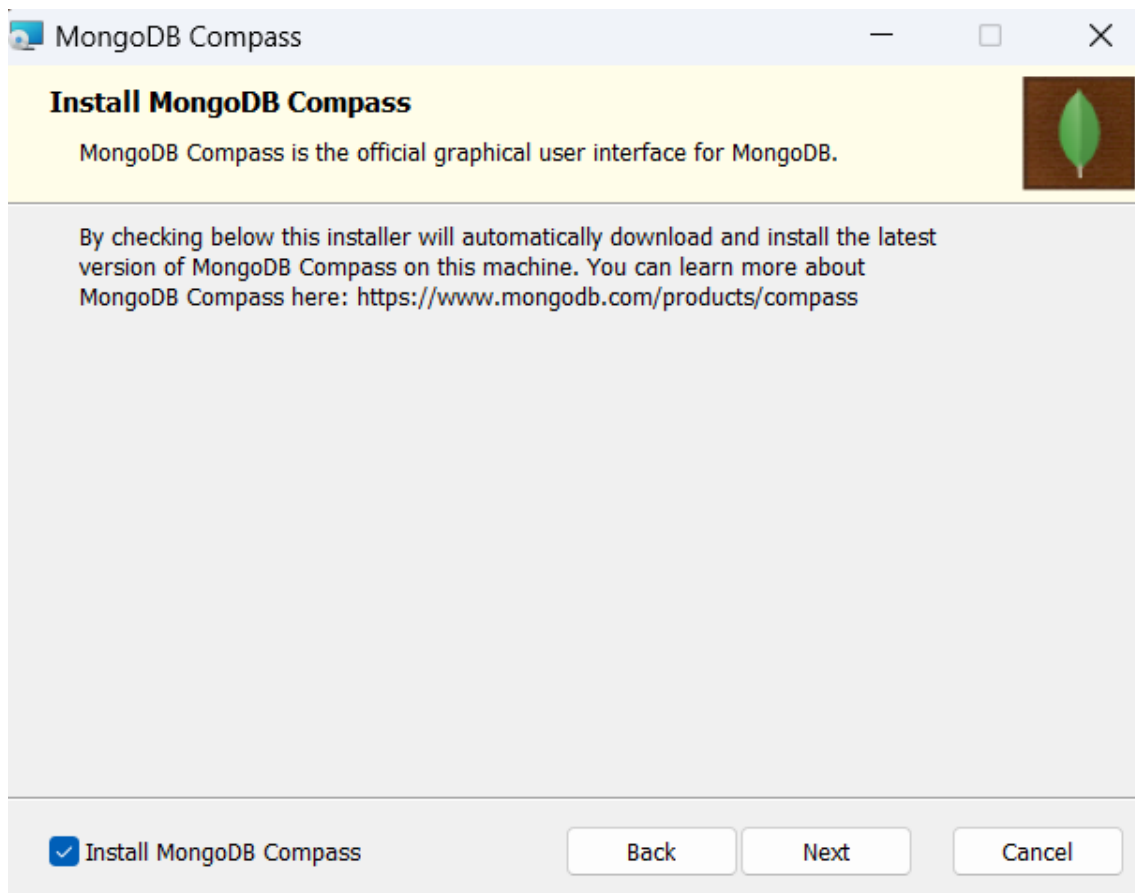 MongoDB Compass
Install MongoDB Compass
MongoDB Compass is the official graphical user interface for MongoDB.
By checking below this installer will automatically download and install the latest
version of MongoDB Compass on this machine. You can learn more about
MongoDB Compass here: https://www.mongodb.com/products/compass
Install MongoDB Compass
Back
Next
Cancel